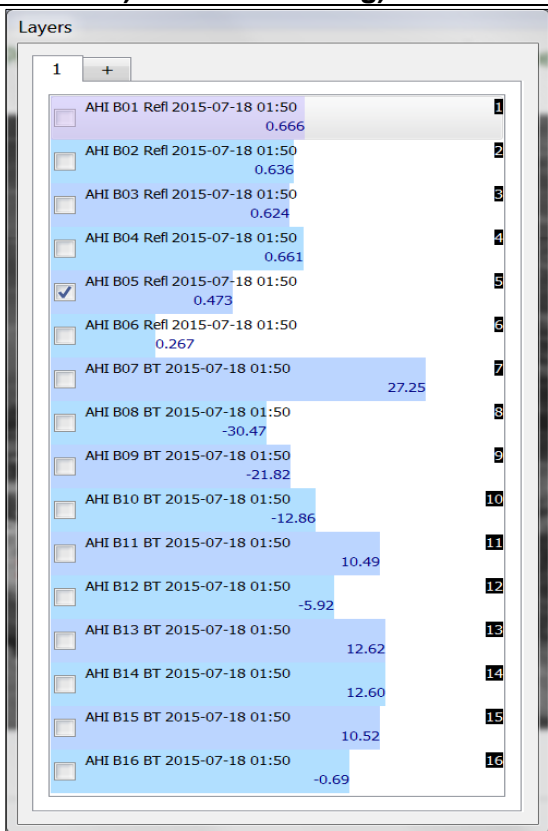 Layers
1 +
AHI B01 Refl 2015-07-18 01:50 1
0.666
AHI B02 Refl 2015-07-18 01:50 2
0.636
AHI B03 Refl 2015-07-18 01:50 3
0.624
AHI B04 Refl 2015-07-18 01:50 4
0.661
AHI B05 Refl 2015-07-18 01:50 5
0.473
AHI B06 Refl 2015-07-18 01:50 6
0.267
AHI B07 BT 2015-07-18 01:50 7
27.25
AHI B08 BT 2015-07-18 01:50 8
-30.47
AHI B09 BT 2015-07-18 01:50 9
-21.82
AHI B10 BT 2015-07-18 01:50 10
-12.86
AHI B11 BT 2015-07-18 01:50 11
10.49
AHI B12 BT 2015-07-18 01:50 12
-5.92
AHI B13 BT 2015-07-18 01:50 13
12.62
AHI B14 BT 2015-07-18 01:50 14
12.60
AHI B15 BT 2015-07-18 01:50 15
10.52
AHI B16 BT 2015-07-18 01:50 16
-0.69